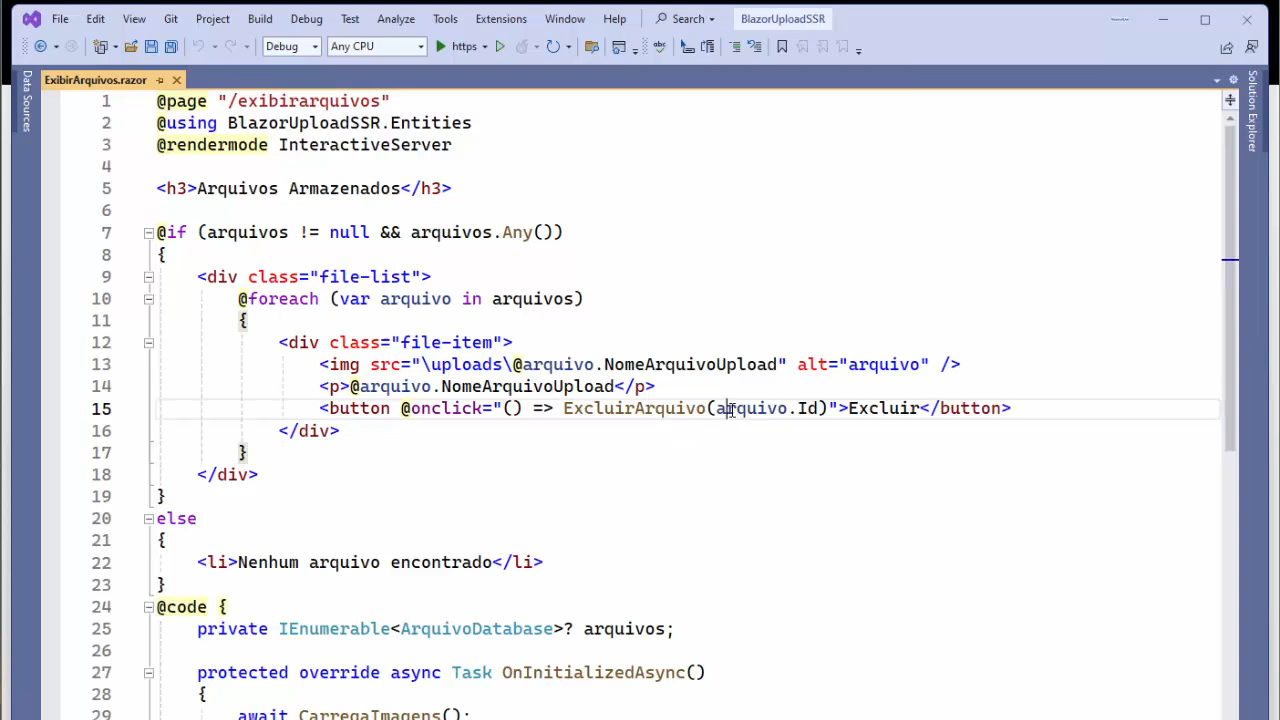 File Edit View Git Project Build Debug Test Analyze Tools Extensions Window Help Search BlazorUploadSSR
Debug Any CPU https
Data Sources
ExibirArquivos.razor
Solution Explorer
1 @page "/exibirarquivos"
2 @using BlazorUploadSSR.Entities
3 @rendermode InteractiveServer
4
5 <h3>Arquivos Armazenados</h3>
6
7 @if (arquivos != null && arquivos.Any())
8 {
9 <div class="file-list">
10 @foreach (var arquivo in arquivos)
11 {
12 <div class="file-item">
13 <img src="\uploads\@arquivo.NomeArquivoUpload" alt="arquivo" />
14 <p>@arquivo.NomeArquivoUpload</p>
15 <button @onclick="() => ExcluirArquivo(arquivo.Id)">Excluir</button>
16 </div>
17 }
18 </div>
19 }
20 else
21 {
22 <li>Nenhum arquivo encontrado</li>
23 }
24 @code {
25 private IEnumerable<ArquivoDatabase>? arquivos;
26
27 protected override async Task OnInitializedAsync()
28 {
29 await CarregaImagens();